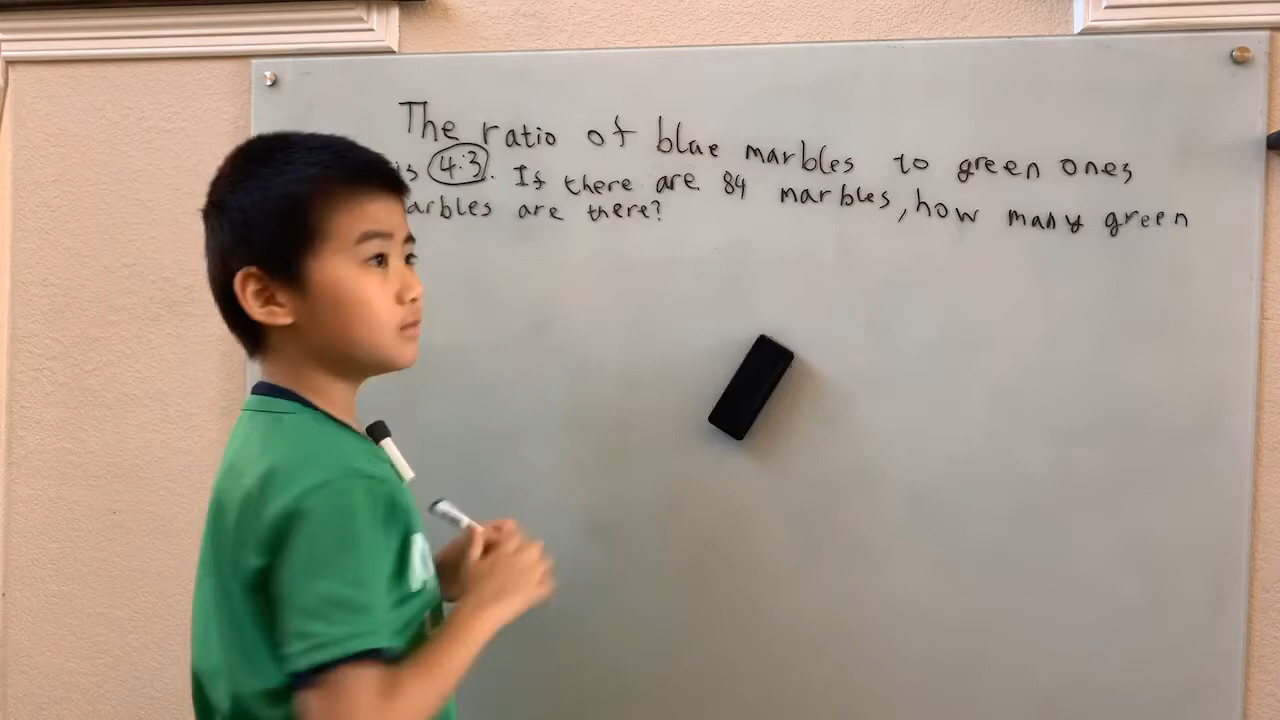 The ratio of blue marbles to green ones
is 4:3. If there are 84 marbles, how many green
arbles are there?